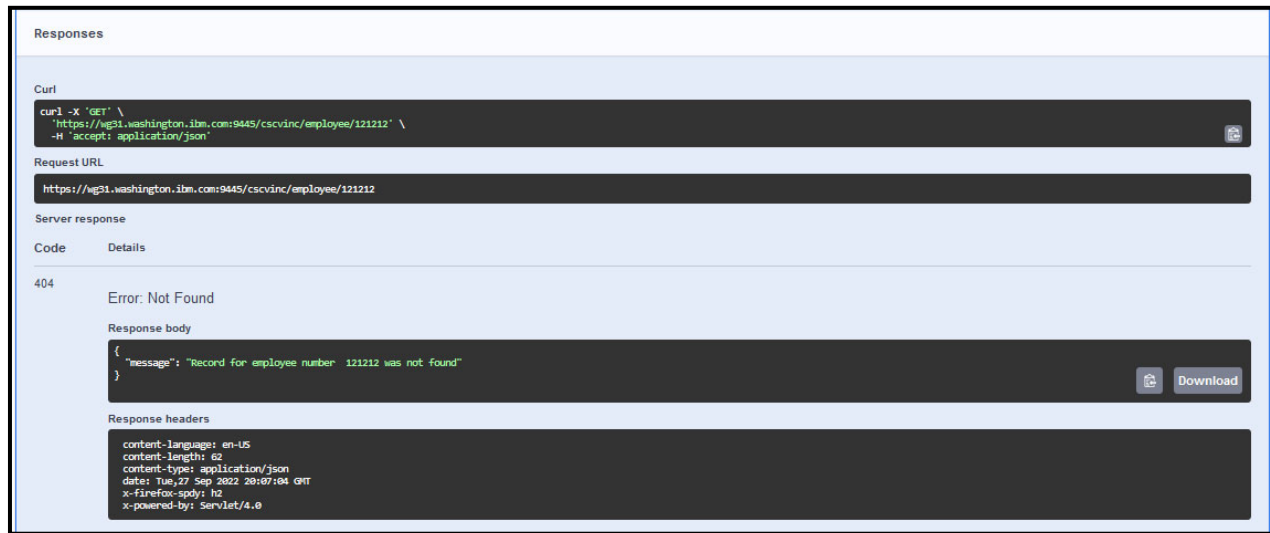 Responses
Curl
curl -X 'GET' \
'https://wg31.washington.ibm.com:9445/cscvinc/employee/121212' \
-H 'accept: application/json'
Request URL
https://wg31.washington.ibm.com:9445/cscvinc/employee/121212
Server response
Code Details
404
Error: Not Found
Response body
{
"message": "Record for employee number  121212 was not found"
}
Download
Response headers
content-language: en-US
content-length: 62
content-type: application/json
date: Tue,27 Sep 2022 20:07:04 GMT
x-firefox-spdy: h2
x-powered-by: Servlet/4.0